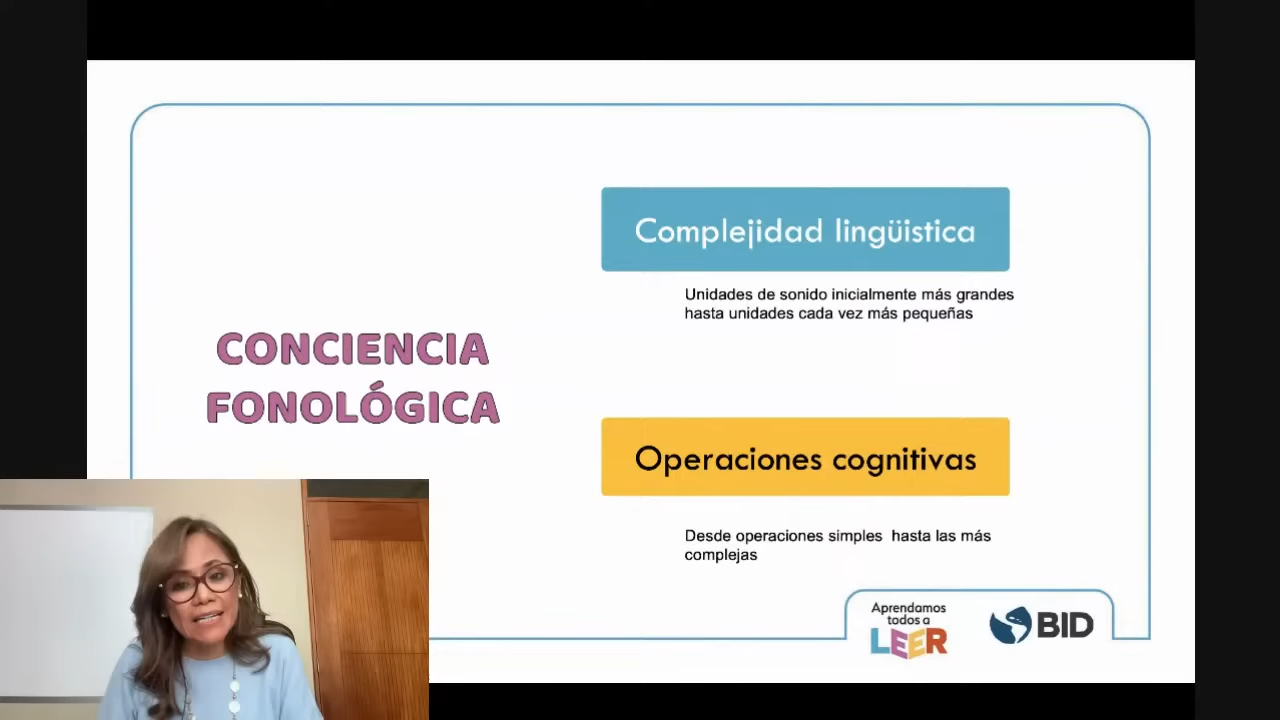 CONCIENCIA
FONOLÓGICA
Complejidad lingüistica
Unidades de sonido inicialmente más grandes
hasta unidades cada vez más pequeñas
Operaciones cognitivas
Desde operaciones simples hasta las más
complejas
Aprendamos
todos a
LEER
BID